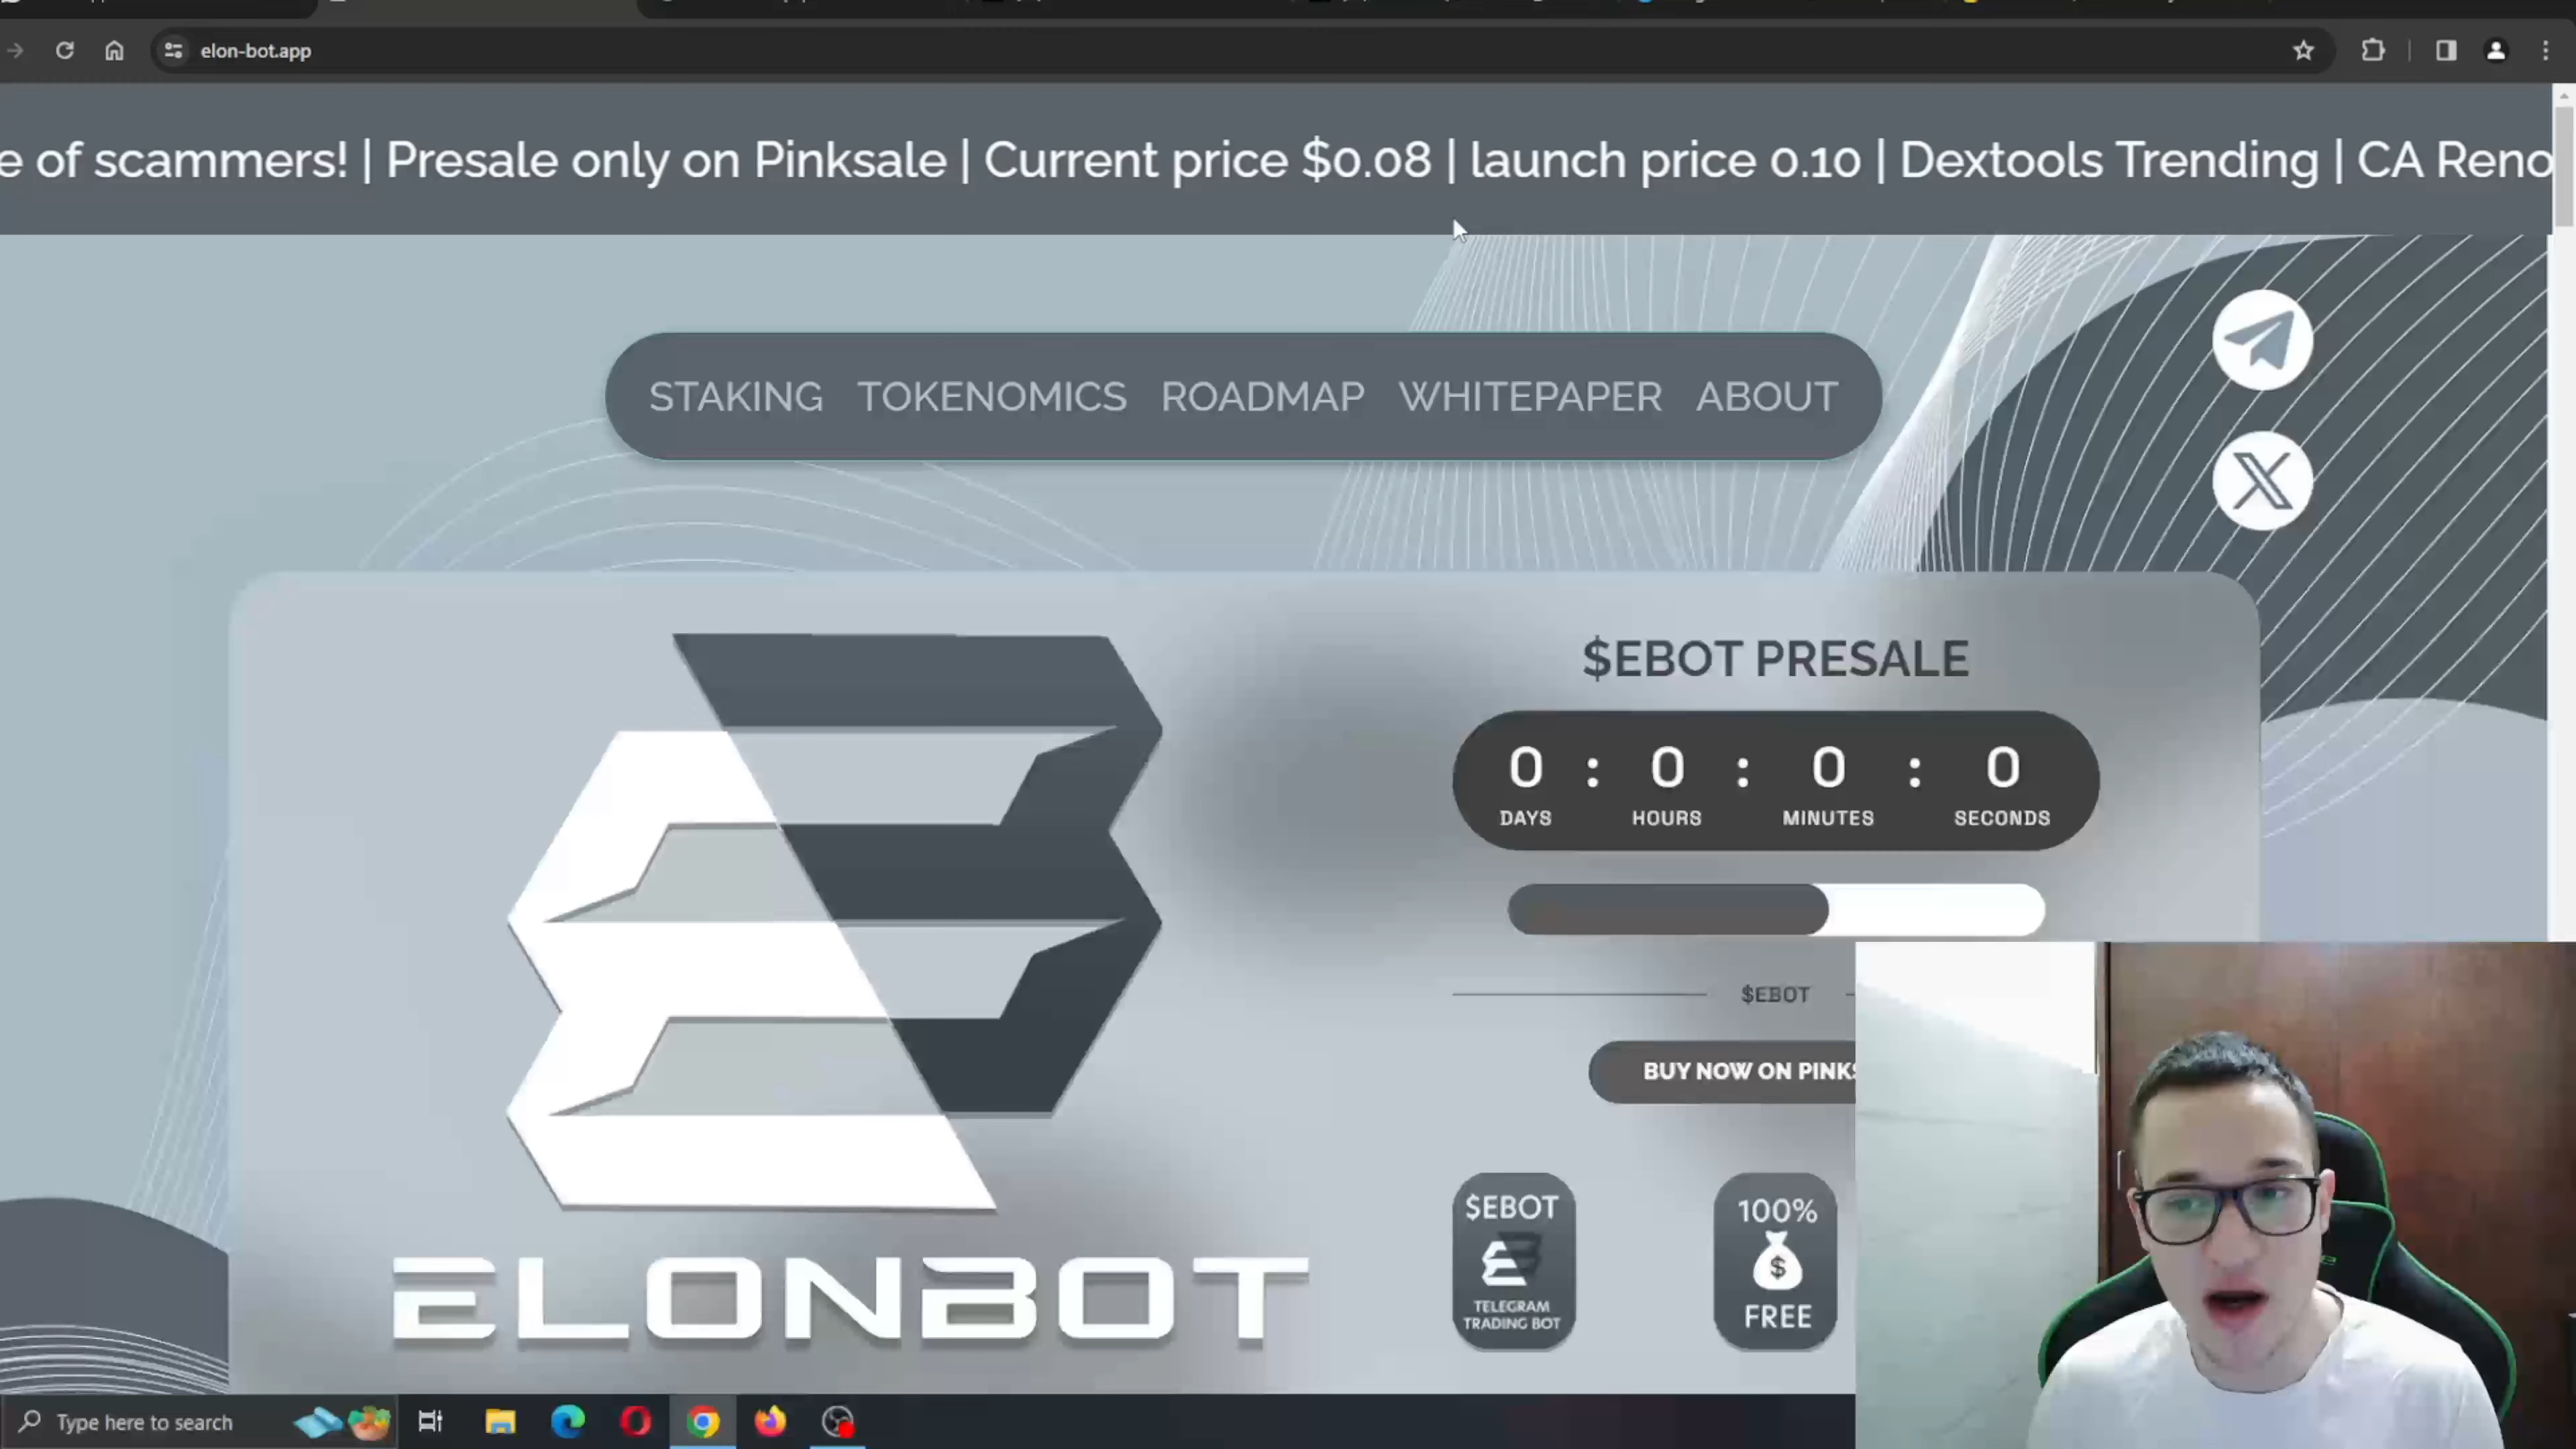 elon-bot.app
e of scammers! | Presale only on Pinksale | Current price $0.08 | launch price 0.10 | Dextools Trending | CA Reno
STAKING TOKENOMICS ROADMAP WHITEPAPER ABOUT
$EBOT PRESALE
0 : 0 : 0 : 0
DAYS HOURS MINUTES SECONDS
$EBOT
BUY NOW ON PINKS
$EBOT
TELEGRAM
TRADING BOT
100%
$
FREE
ELONBOT
Type here to search